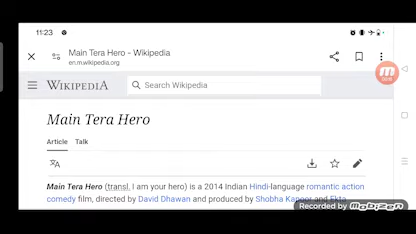 11:23
Main Tera Hero - Wikipedia
en.m.wikipedia.org
WIKIPEDIA
Search Wikipedia
Main Tera Hero
Article Talk
Main Tera Hero (transl. I am your hero) is a 2014 Indian Hindi-language romantic action
comedy film, directed by David Dhawan and produced by Shobha Kapoor and Ekta
Recorded by MOBIZEN